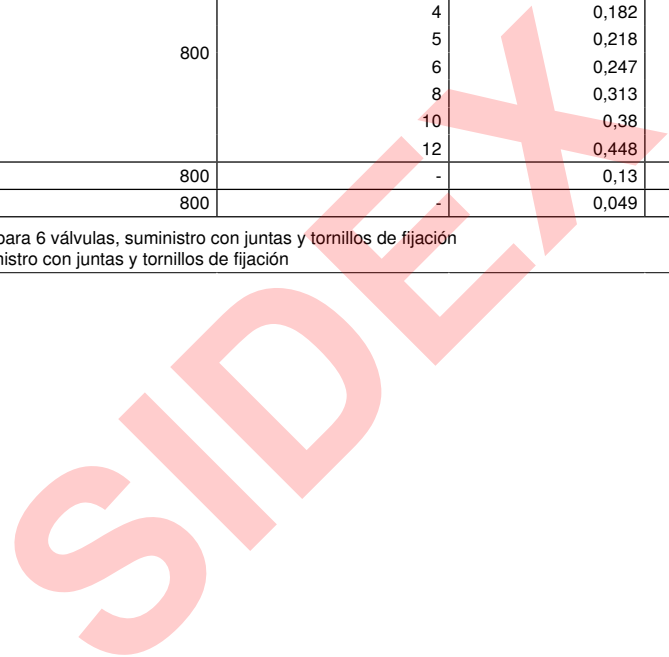 4 0,182
5 0,218
800
6 0,247
8 0,313
10 0,38
12 0,448
800 - 0,13
800 - 0,049
para 6 válvulas, suministro con juntas y tornillos de fijación
istro con juntas y tornillos de fijación
SIDEX